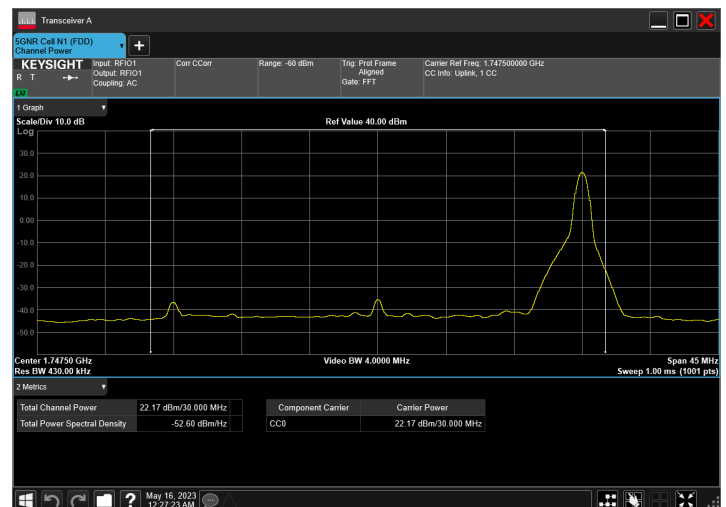 Transceiver A
5GNR Cell N1 (FDD)
Channel Power
KEYSIGHT
R T
LXI
Input: RFIO1
Output: RFIO1
Coupling: AC
Corr CCorr
Range: -60 dBm
Trig: Prot Frame
Aligned
Gate: FFT
Carrier Ref Freq: 1.747500000 GHz
CC Info: Uplink, 1 CC
1 Graph
Scale/Div 10.0 dB
Ref Value 40.00 dBm
Log
30.0
20.0
10.0
0.00
-10.0
-20.0
-30.0
-40.0
-50.0
Center 1.74750 GHz
Video BW 4.0000 MHz
Span 45 MHz
Res BW 430.00 kHz
Sweep 1.00 ms (1001 pts)
2 Metrics
Total Channel Power 22.17 dBm/30.000 MHz
Total Power Spectral Density -52.60 dBm/Hz
Component Carrier Carrier Power
CC0 22.17 dBm/30.000 MHz
?
May 16, 2023
12:27:23 AM